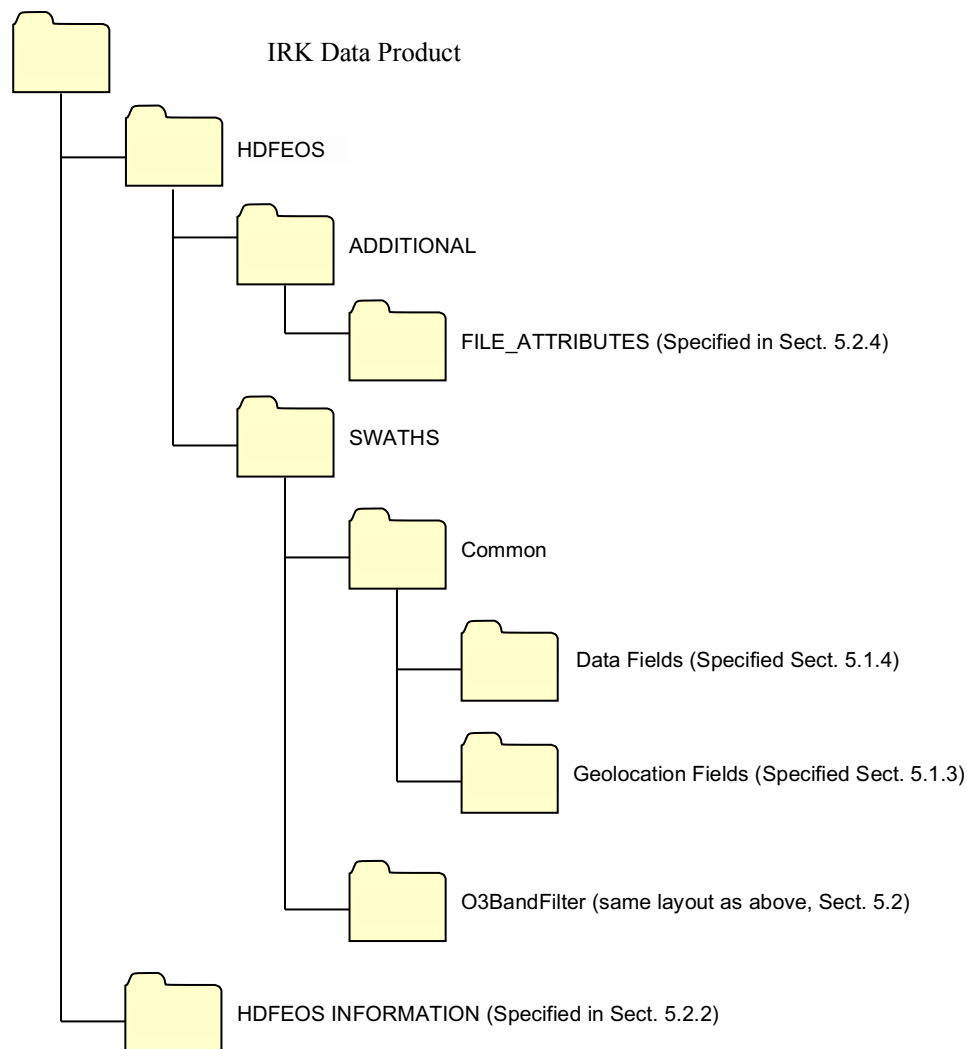 IRK Data Product
HDFEOS
ADDITIONAL
FILE_ATTRIBUTES (Specified in Sect. 5.2.4)
SWATHS
Common
Data Fields (Specified Sect. 5.1.4)
Geolocation Fields (Specified Sect. 5.1.3)
O3BandFilter (same layout as above, Sect. 5.2)
HDFEOS INFORMATION (Specified in Sect. 5.2.2)